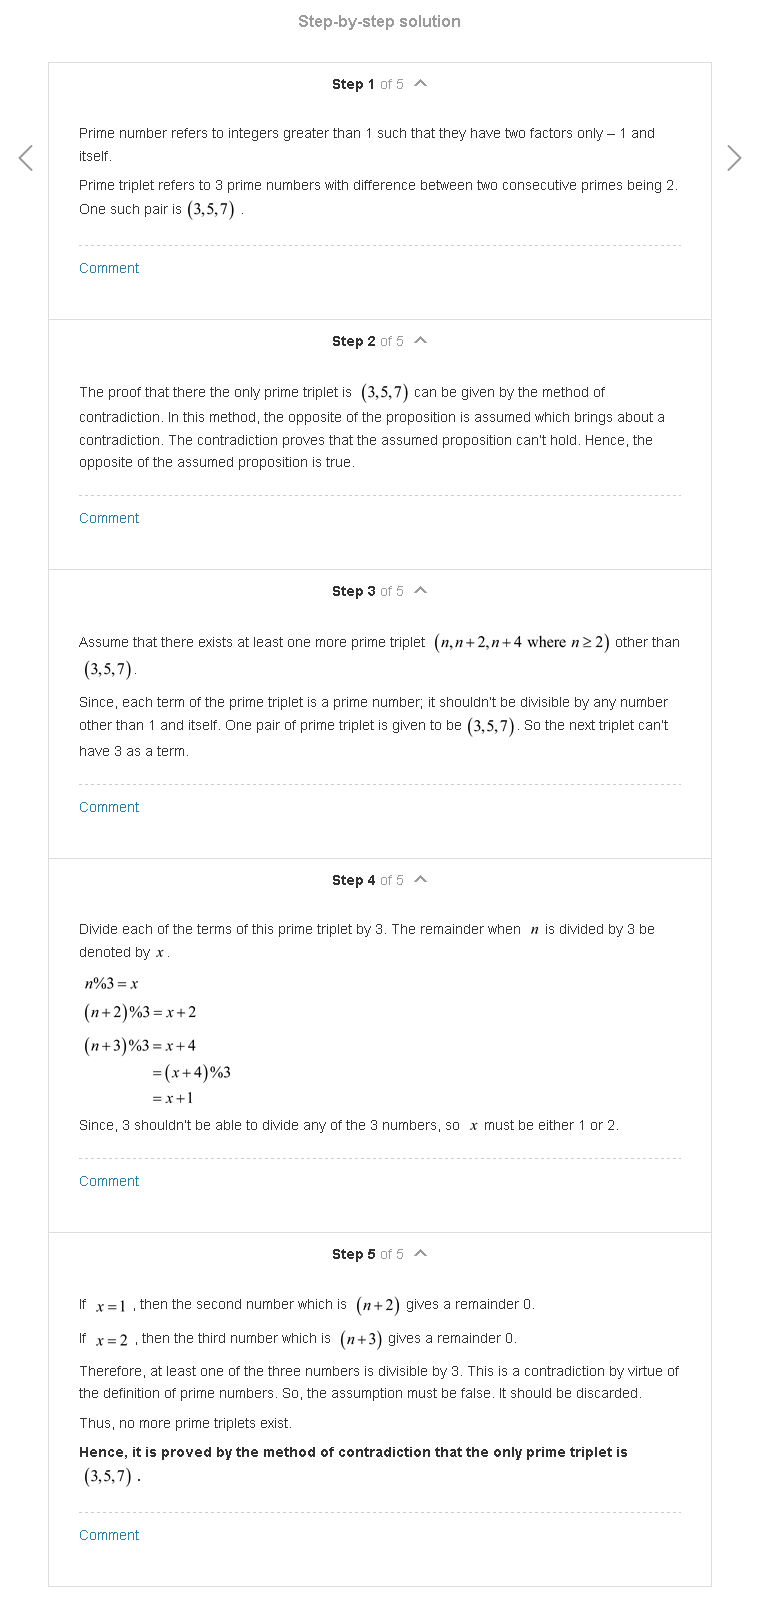 Step-by-step solution
Step 1 of 5
Prime number refers to integers greater than 1 such that they have two factors only – 1 and
itself.
Prime triplet refers to 3 prime numbers with difference between two consecutive primes being 2.
One such pair is (3,5,7) .
Comment
Step 2 of 5
The proof that there the only prime triplet is (3,5,7) can be given by the method of
contradiction. In this method, the opposite of the proposition is assumed which brings about a
contradiction. The contradiction proves that the assumed proposition can't hold. Hence, the
opposite of the assumed proposition is true.
Comment
Step 3 of 5
Assume that there exists at least one more prime triplet (n,n+2,n+4 where n≥2) other than
(3,5,7).
Since, each term of the prime triplet is a prime number; it shouldn't be divisible by any number
other than 1 and itself. One pair of prime triplet is given to be (3,5,7). So the next triplet can't
have 3 as a term.
Comment
Step 4 of 5
Divide each of the terms of this prime triplet by 3. The remainder when n is divided by 3 be
denoted by x.
n%3=x
(n+2)%3=x+2
(n+3)%3=x+4
=(x+4)%3
=x+1
Since, 3 shouldn't be able to divide any of the 3 numbers, so x must be either 1 or 2.
Comment
Step 5 of 5
If x=1 , then the second number which is (n+2) gives a remainder 0.
If x=2 , then the third number which is (n+3) gives a remainder 0.
Therefore, at least one of the three numbers is divisible by 3. This is a contradiction by virtue of
the definition of prime numbers. So, the assumption must be false. It should be discarded.
Thus, no more prime triplets exist.
Hence, it is proved by the method of contradiction that the only prime triplet is
(3,5,7) .
Comment